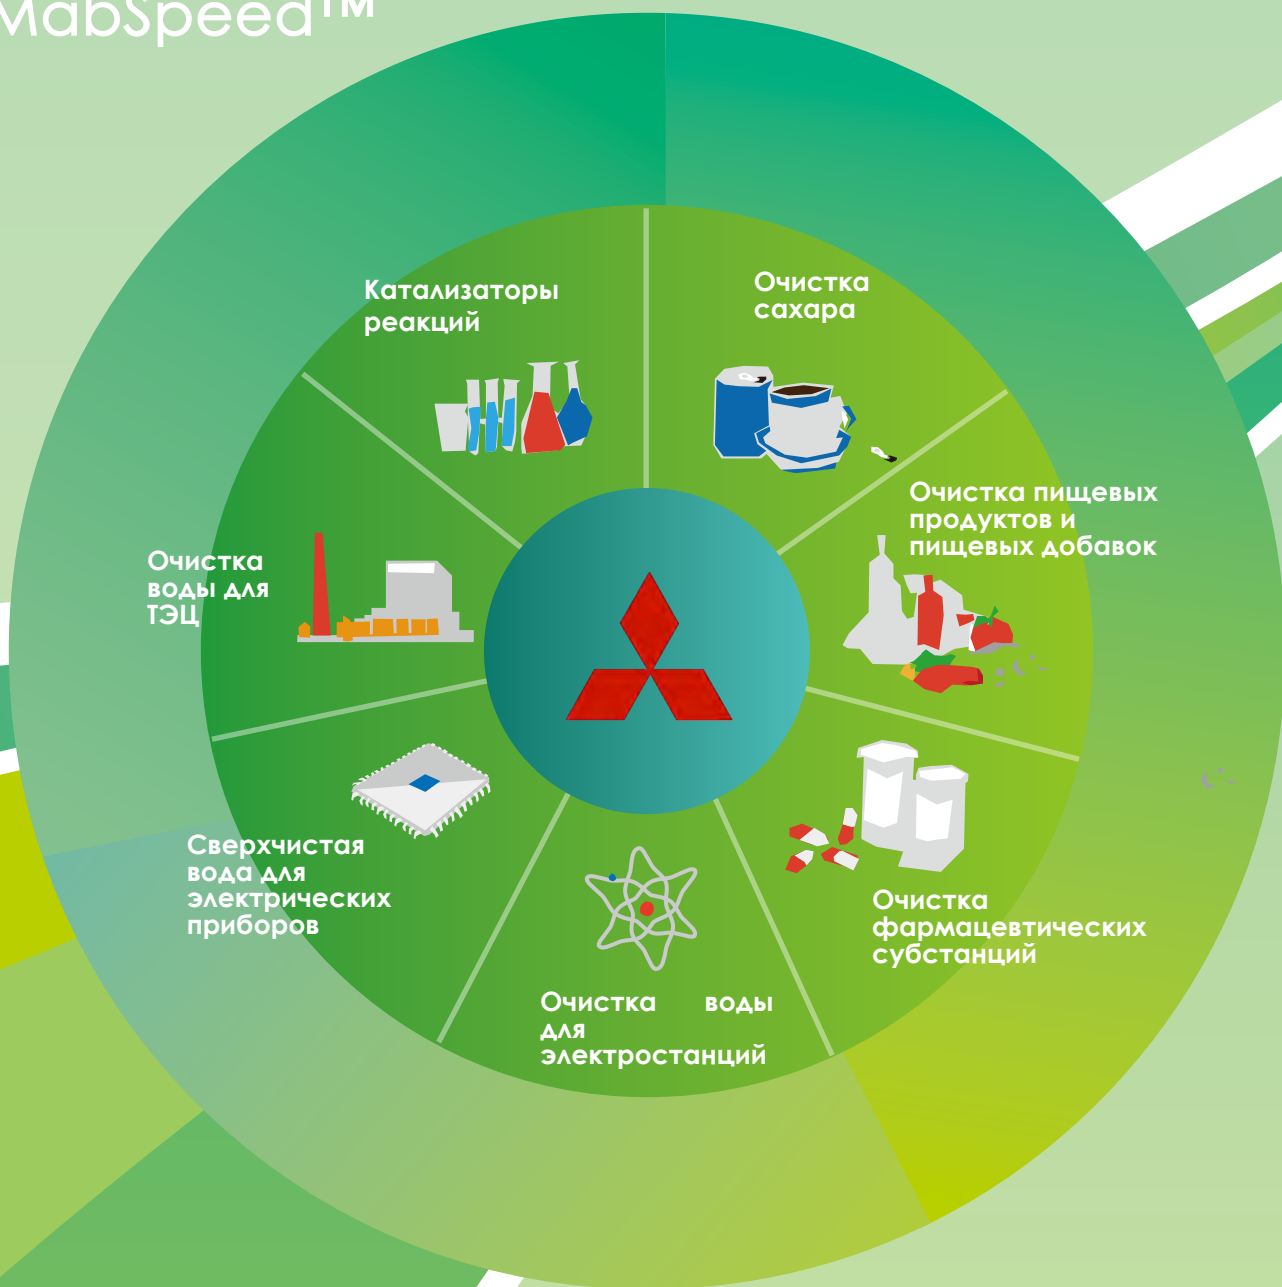 MabSpeed™
Катализаторы
реакций
Очистка
сахара
Очистка пищевых
продуктов и
пищевых добавок
Очистка
воды для
ТЭЦ
Сверхчистая
вода для
электрических
приборов
Очистка
фармацевтических
субстанций
Очистка воды
для
электростанций